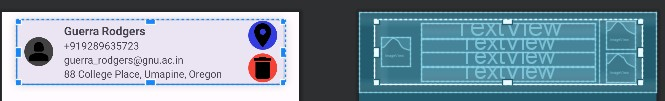 Guerra Rodgers
+919289635723
guerra_rodgers@gnu.ac.in
88 College Place, Umapine, Oregon
TextView
TextView
TextView
TextView